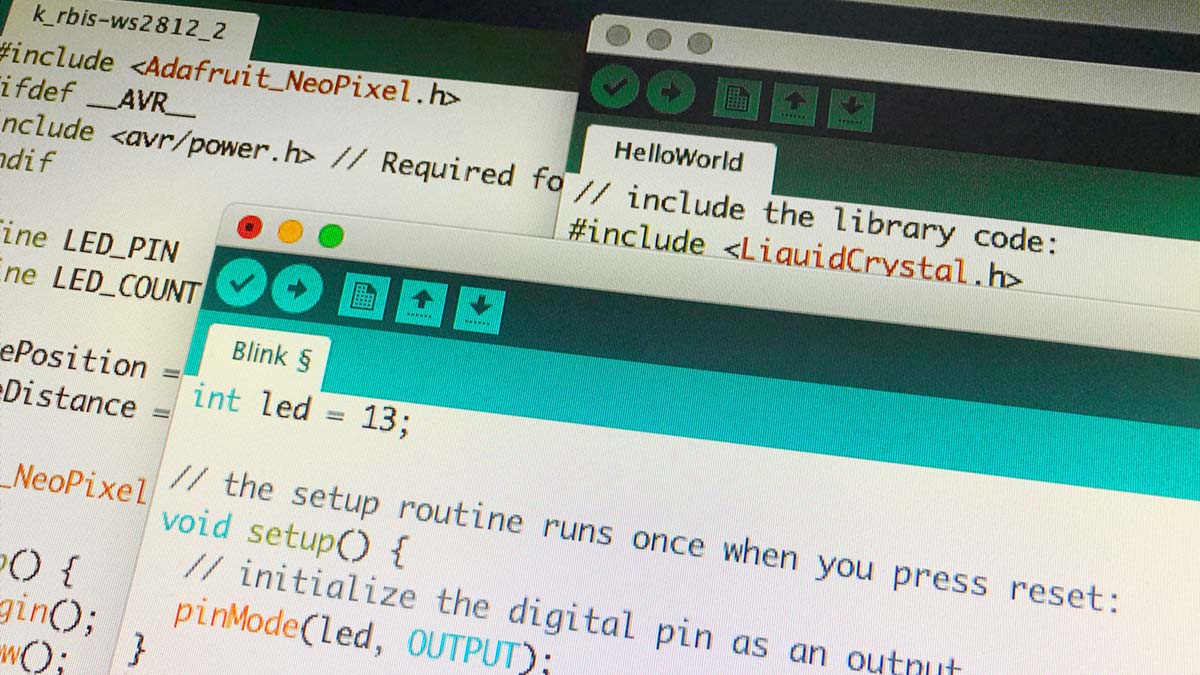 k_rbis-ws2812_2
#include <Adafruit_NeoPixel.h>
ifdef __AVR__
nclude <avr/power.h> // Required fo
ndif
ine LED_PIN
ne LED_COUNT
ePosition =
eDistance =
_NeoPixel
() {
gin();
ow();
HelloWorld
// include the library code:
#include <LiquidCrystal.h>
Blink §
int led = 13;
// the setup routine runs once when you press reset:
void setup() {
// initialize the digital pin as an output
pinMode(led, OUTPUT);
}